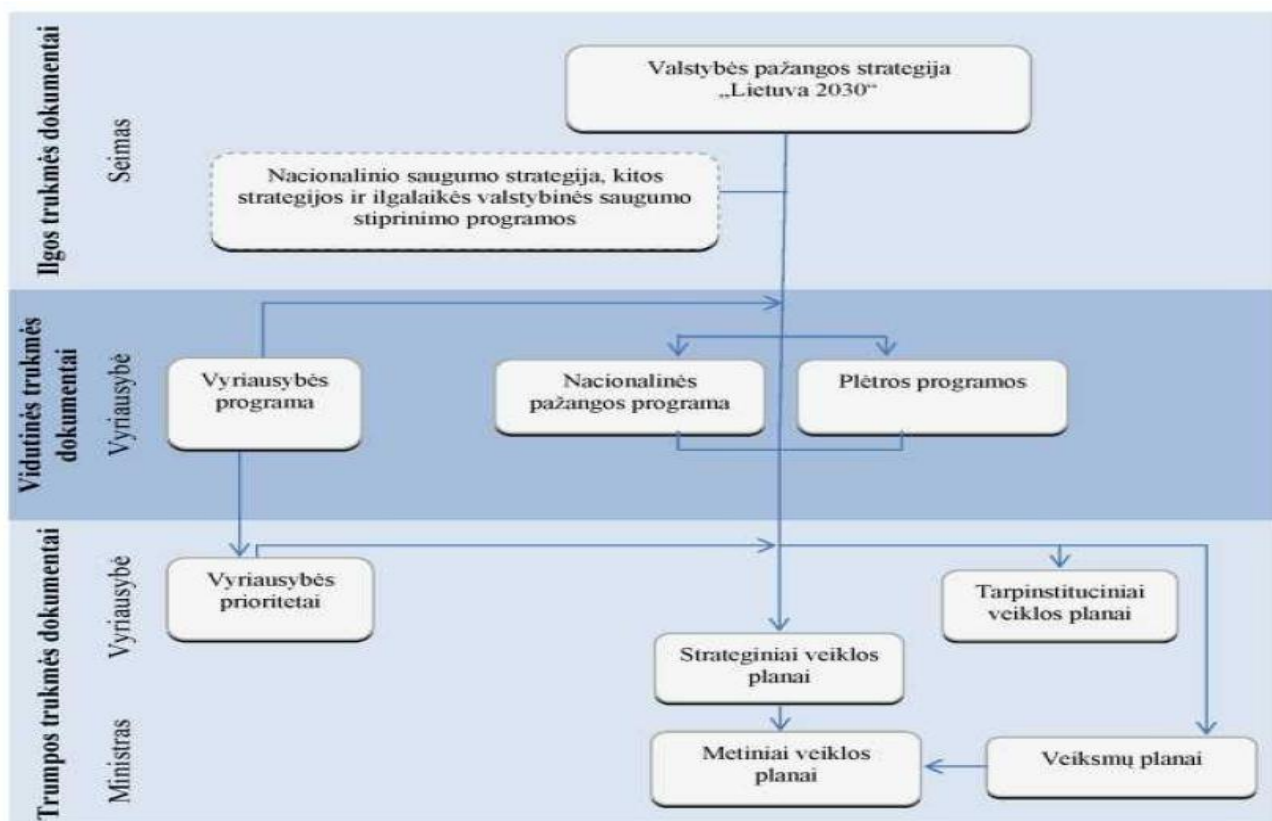 Ilgos trukmės dokumentai
Seimas
Valstybės pažangos strategija
„Lietuva 2030“
Nacionalinio saugumo strategija, kitos
strategijos ir ilgalaikės valstybinės saugumo
stiprinimo programos
Vidutinės trukmės
dokumentai
Vyriausybė
Vyriausybės
programa
Nacionalinės
pažangos programa
Plėtros programos
Trumpos trukmės dokumentai
Vyriausybė
Vyriausybės
prioritetai
Tarpinstituciniai
veiklos planai
Strateginiai veiklos
planai
Ministras
Metiniai veiklos
planai
Veiksmų planai